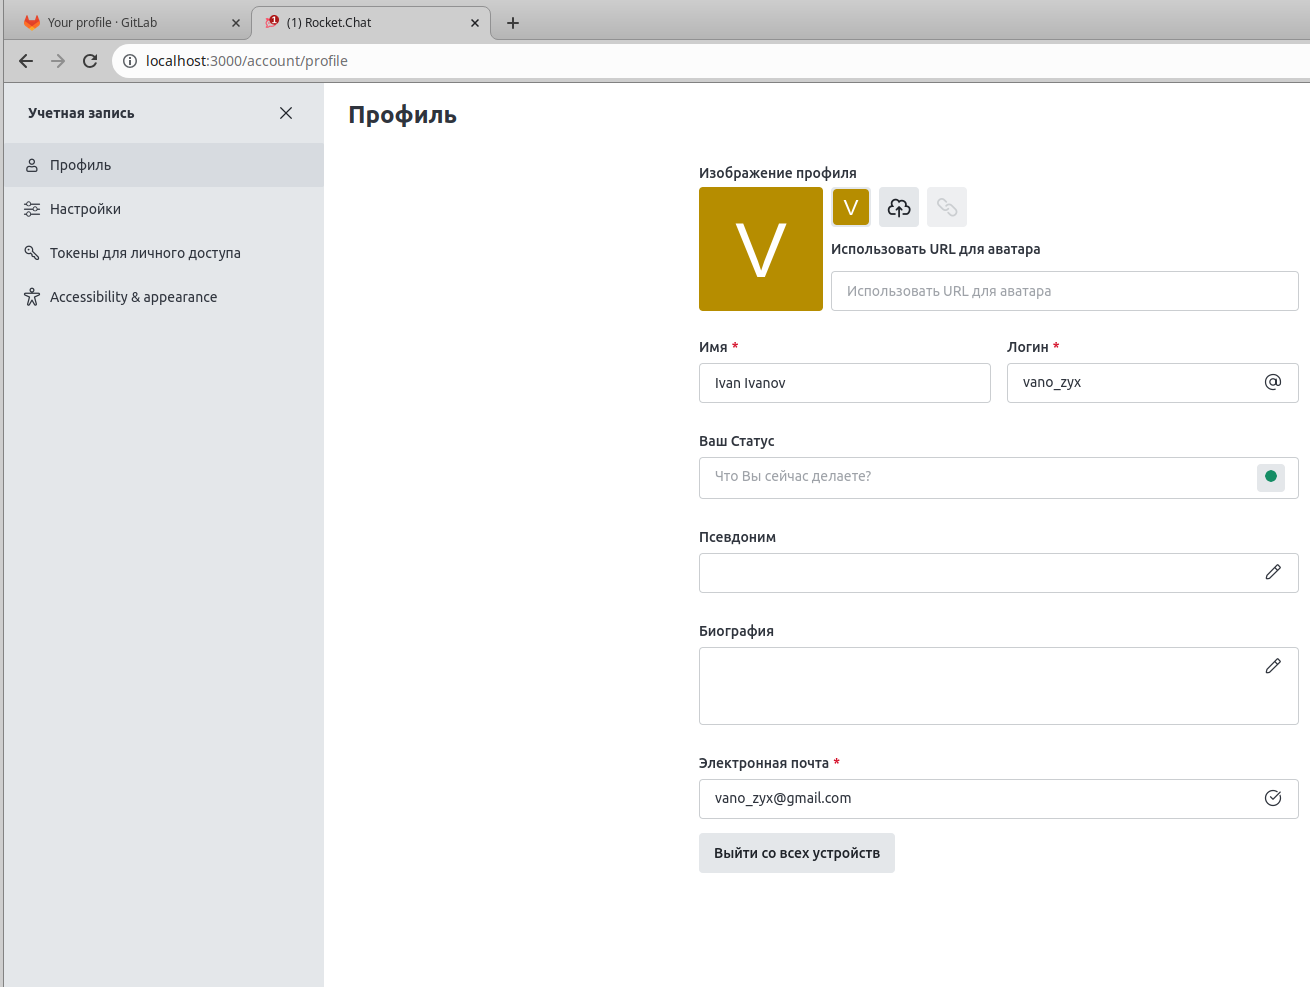 Your profile · GitLab
(1) Rocket.Chat
localhost:3000/account/profile
Учетная запись
Профиль
Настройки
Токены для личного доступа
Accessibility & appearance
Профиль
Изображение профиля
V
V
Использовать URL для аватара
Использовать URL для аватара
Имя *
Логин *
Ivan Ivanov
vano_zyx
Ваш Статус
Что Вы сейчас делаете?
Псевдоним
Биография
Электронная почта *
vano_zyx@gmail.com
Выйти со всех устройств